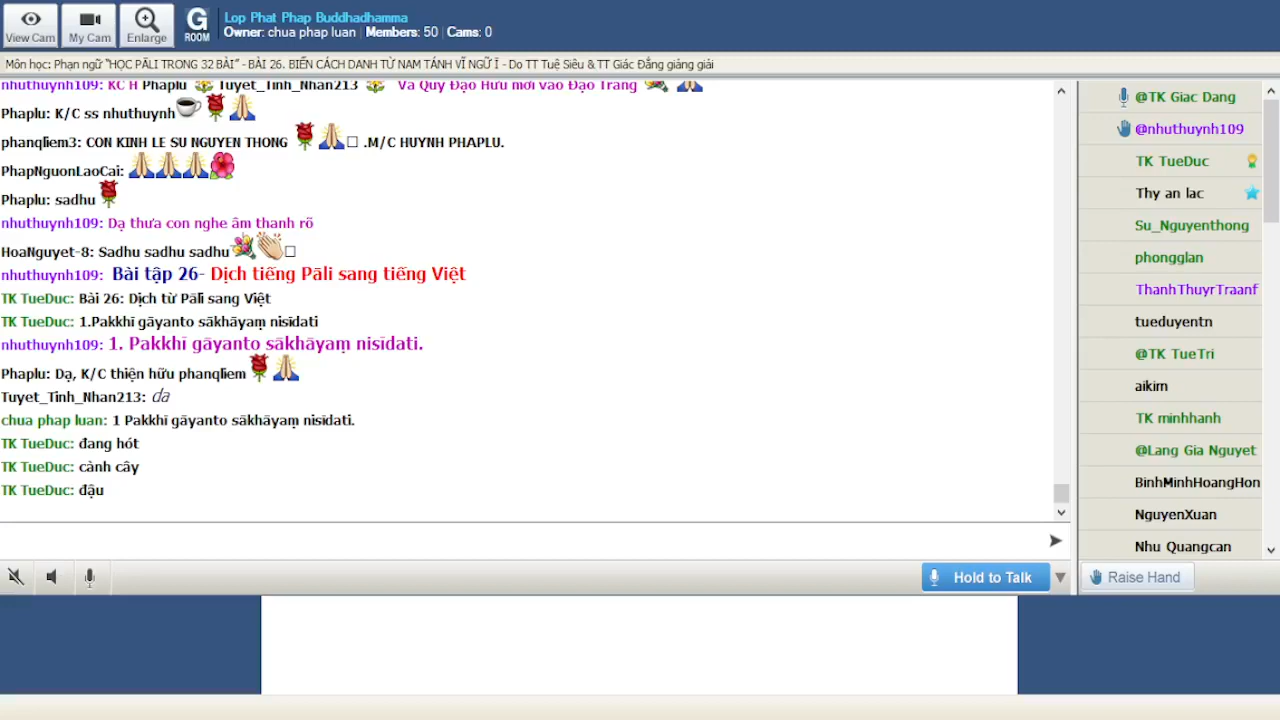 View Cam
My Cam
Enlarge
G
ROOM
Lop Phat Phap Buddhadhamma
Owner: chua phap luan | Members: 50 | Cams: 0
Môn học: Phạn ngữ "HỌC PĀLI TRONG 32 BÀI" - BÀI 26. BIẾN CÁCH DANH TỪ NAM TÁNH VĨ NGỮ Ī - Do TT Tuệ Siêu & TT Giác Đẳng giảng giải
nhuthuynh109: KC H Phaplu Tuyet_Tinh_Nhan213 Và Quý Đạo Hữu mới vào Đạo Tràng
Phaplu: K/C ss nhuthuynh
phanqliem3: CON KINH LE SU NGUYEN THONG .M/C HUYNH PHAPLU.
PhapNguonLaoCai:
Phaplu: sadhu
nhuthuynh109: Dạ thưa con nghe âm thanh rõ
HoaNguyet-8: Sadhu sadhu sadhu
nhuthuynh109: Bài tập 26- Dịch tiếng Pāli sang tiếng Việt
TK TueDuc: Bài 26: Dịch từ Pāli sang Việt
TK TueDuc: 1.Pakkhī gāyanto sākhāyaṃ nisīdati
nhuthuynh109: 1. Pakkhī gāyanto sākhāyaṃ nisīdati.
Phaplu: Dạ, K/C thiện hữu phanqliem
Tuyet_Tinh_Nhan213: da
chua phap luan: 1 Pakkhī gāyanto sākhāyaṃ nisīdati.
TK TueDuc: đang hót
TK TueDuc: cành cây
TK TueDuc: đậu
@TK Giac Dang
@nhuthuynh109
TK TueDuc
Thy an lac
Su_Nguyenthong
phongglan
ThanhThuyrTraanf
tueduyentn
@TK TueTri
aikim
TK minhhanh
@Lang Gia Nguyet
BinhMinhHoangHon
NguyenXuan
Nhu Quangcan
Hold to Talk
Raise Hand